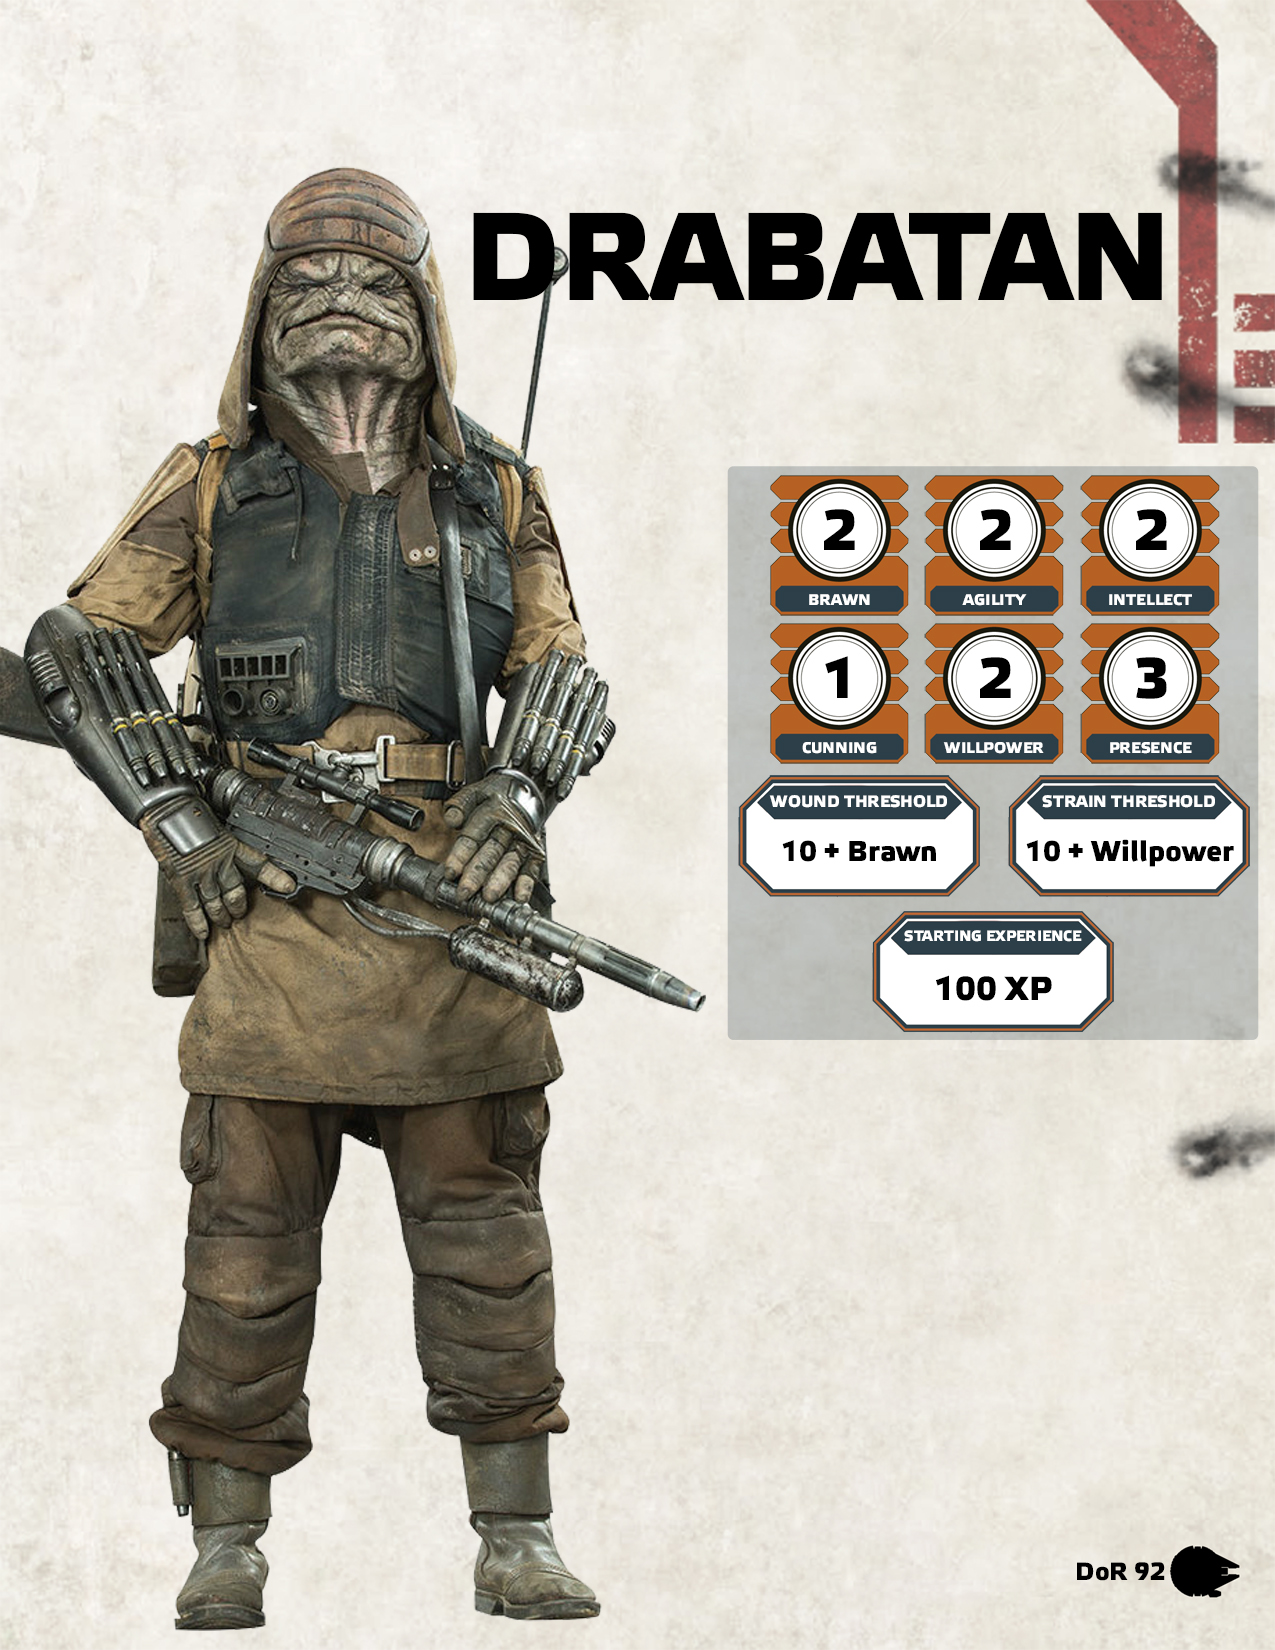 DRABATAN
2 2 2
BRAWN AGILITY INTELLECT
1 2 3
CUNNING WILLPOWER PRESENCE
WOUND THRESHOLD STRAIN THRESHOLD
10 + Brawn 10 + Willpower
STARTING EXPERIENCE
100 XP
DoR 92